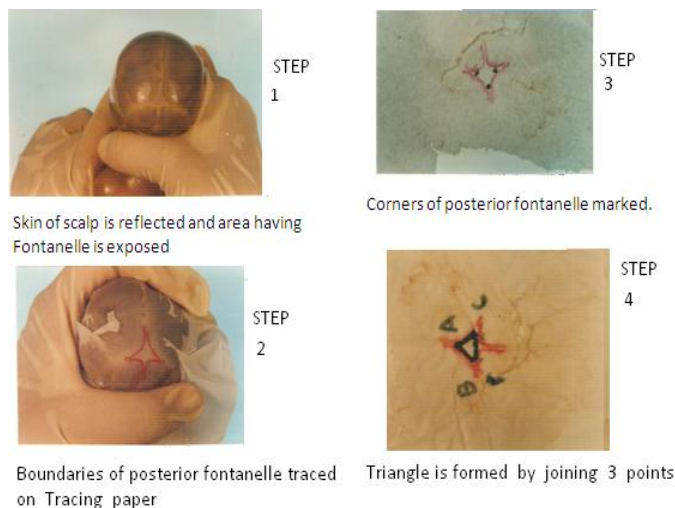 STEP
1
Skin of scalp is reflected and area having
Fontanelle is exposed
STEP
2
Boundaries of posterior fontanelle traced
on Tracing paper
STEP
3
Corners of posterior fontanelle marked.
STEP
4
A
C
B
Triangle is formed by joining 3 points